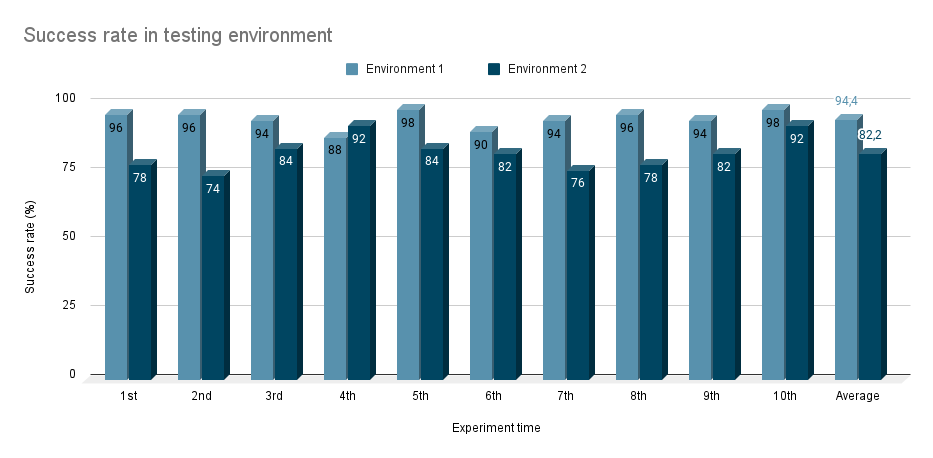 Success rate in testing environment
Environment 1 Environment 2
100
75
50
25
0
Success rate (%)
96 78 96 74 94 84 88 92 98 84 90 82 94 76 96 78 94 82 98 92 94,4 82,2
1st 2nd 3rd 4th 5th 6th 7th 8th 9th 10th Average
Experiment time